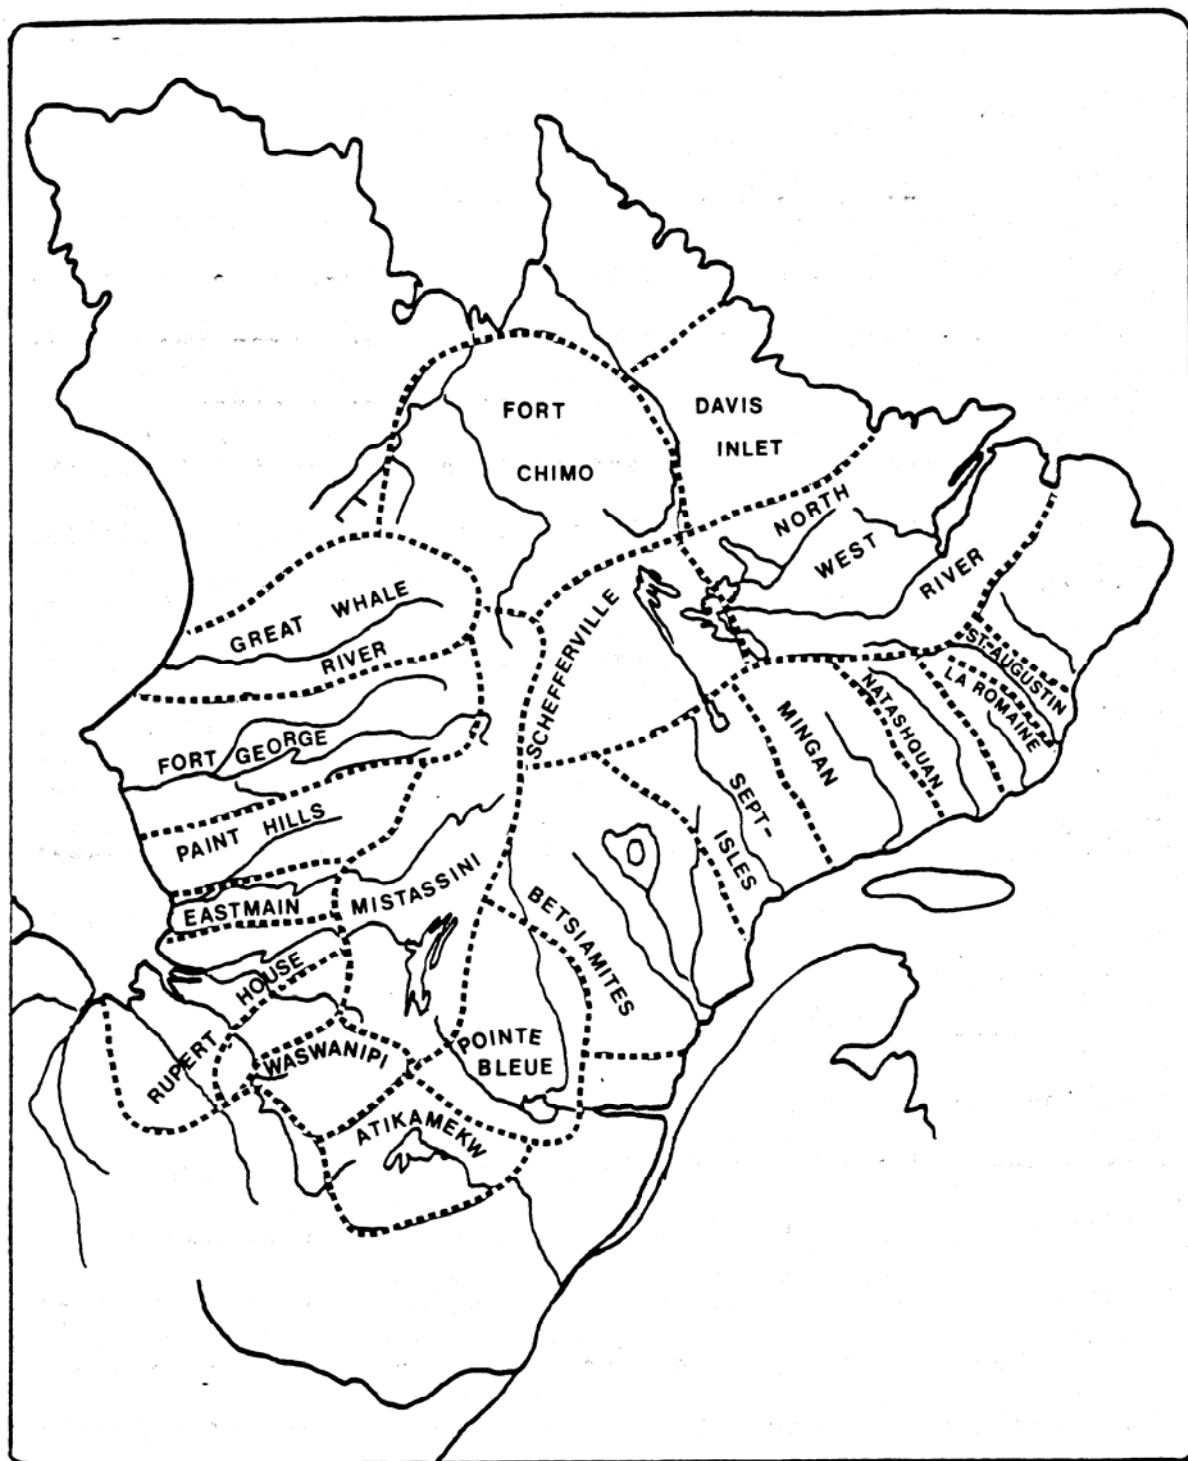 FORT
CHIMO
DAVIS
INLET
NORTH
WEST
RIVER
GREAT WHALE
RIVER
SCHEFFERVILLE
ST-AUGUSTIN
LA ROMAINE
NATASHQUAN
MINGAN
SEPT-
ISLES
FORT GEORGE
PAINT HILLS
EASTMAIN
MISTASSINI
BETSIAMITES
RUPERT HOUSE
WASWANIPI
POINTE
BLEUE
ATIKAMEKW